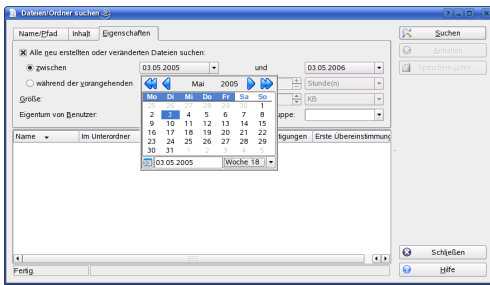 Dateien/Ordner suchen
Name/Pfad Inhalt Eigenschaften
Alle neu erstellten oder veränderten Dateien suchen:
zwischen 03.05.2005 und 03.05.2006
während der vorangehenden Stunde(n)
Größe: KB
Eigentum von Benutzer: uppe:
Mai 2005
Mo Di Mi Do Fr Sa So
25 26 27 28 29 30 1
2 3 4 5 6 7 8
9 10 11 12 13 14 15
16 17 18 19 20 21 22
23 24 25 26 27 28 29
30 31 1 2 3 4 5
03.05.2005 Woche 18
Name Im Unterordner tigungen Erste Übereinstimmung
Fertig.
Suchen
Anhalten
Speichern unter...
Schließen
Hilfe